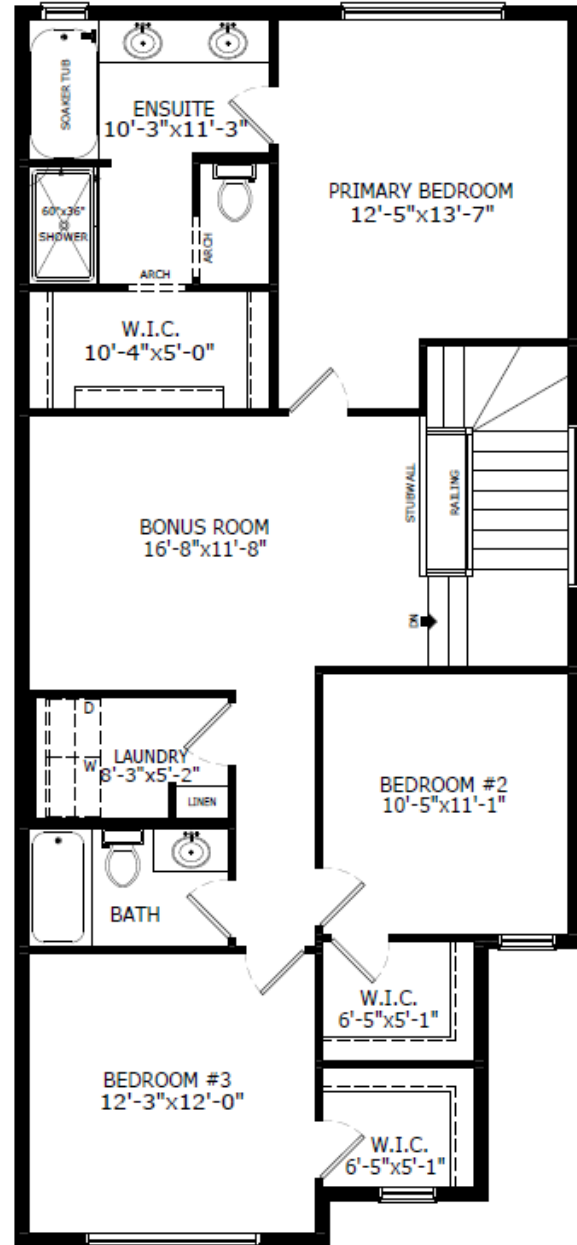 SOAKER TUB
ENSUITE
10'-3"x11'-3"
PRIMARY BEDROOM
12'-5"x13'-7"
60"x36"
SHOWER
ARCH
ARCH
W.I.C.
10'-4"x5'-0"
STUBWALL
RAILING
BONUS ROOM
16'-8"x11'-8"
DN
D
W
LAUNDRY
8'-3"x5'-2"
LINEN
BEDROOM #2
10'-5"x11'-1"
BATH
W.I.C.
6'-5"x5'-1"
BEDROOM #3
12'-3"x12'-0"
W.I.C.
6'-5"x5'-1"